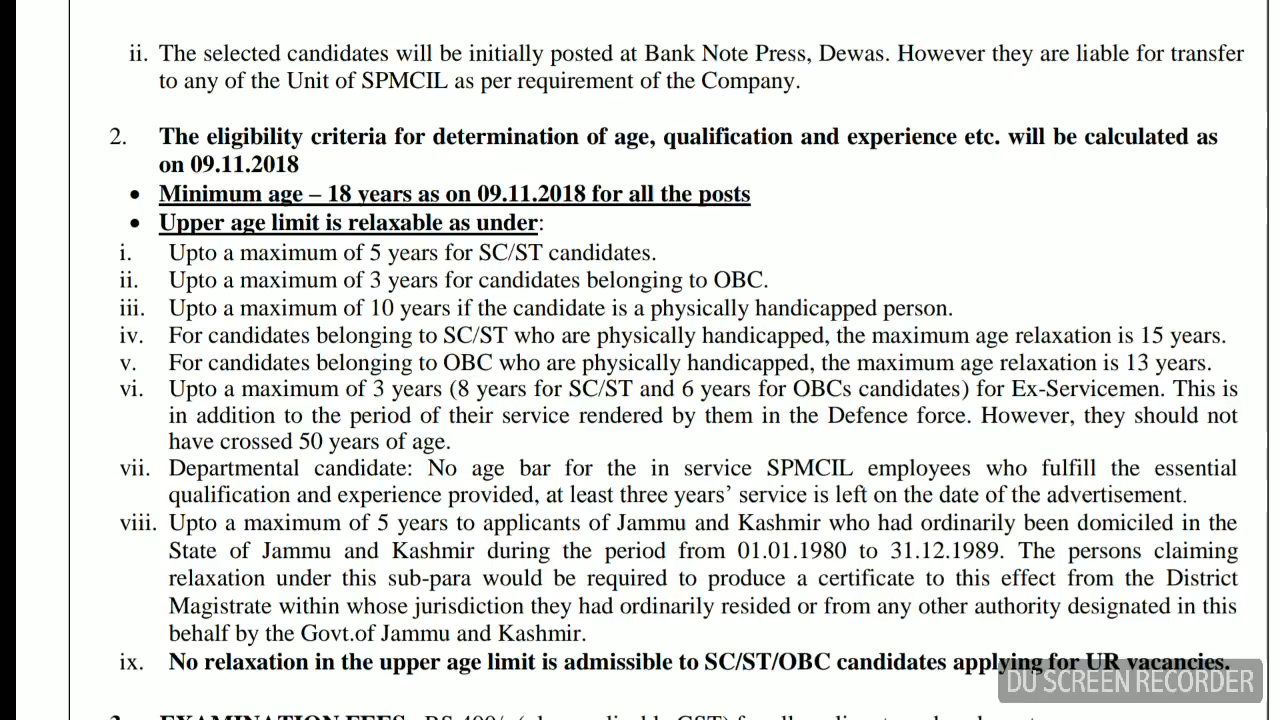 ii. The selected candidates will be initially posted at Bank Note Press, Dewas. However they are liable for transfer
to any of the Unit of SPMCIL as per requirement of the Company.
2. The eligibility criteria for determination of age, qualification and experience etc. will be calculated as
on 09.11.2018
• Minimum age – 18 years as on 09.11.2018 for all the posts
• Upper age limit is relaxable as under:
i. Upto a maximum of 5 years for SC/ST candidates.
ii. Upto a maximum of 3 years for candidates belonging to OBC.
iii. Upto a maximum of 10 years if the candidate is a physically handicapped person.
iv. For candidates belonging to SC/ST who are physically handicapped, the maximum age relaxation is 15 years.
v. For candidates belonging to OBC who are physically handicapped, the maximum age relaxation is 13 years.
vi. Upto a maximum of 3 years (8 years for SC/ST and 6 years for OBCs candidates) for Ex-Servicemen. This is
in addition to the period of their service rendered by them in the Defence force. However, they should not
have crossed 50 years of age.
vii. Departmental candidate: No age bar for the in service SPMCIL employees who fulfill the essential
qualification and experience provided, at least three years’ service is left on the date of the advertisement.
viii. Upto a maximum of 5 years to applicants of Jammu and Kashmir who had ordinarily been domiciled in the
State of Jammu and Kashmir during the period from 01.01.1980 to 31.12.1989. The persons claiming
relaxation under this sub-para would be required to produce a certificate to this effect from the District
Magistrate within whose jurisdiction they had ordinarily resided or from any other authority designated in this
behalf by the Govt.of Jammu and Kashmir.
ix. No relaxation in the upper age limit is admissible to SC/ST/OBC candidates applying for UR vacancies.
DU SCREEN RECORDER
3. EXAMINATION FEES